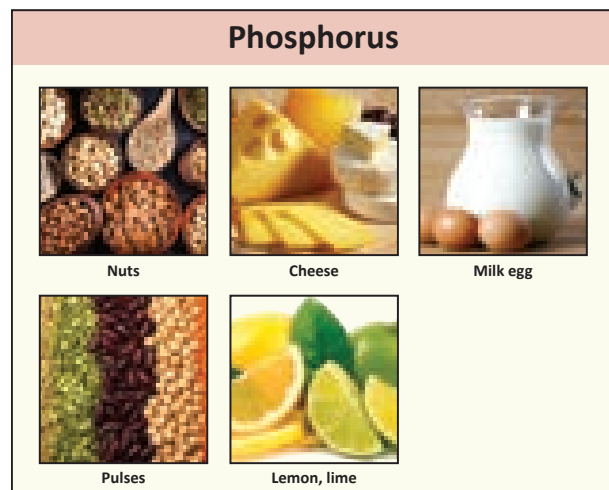 Phosphorus
Nuts
Cheese
Milk egg
Pulses
Lemon, lime